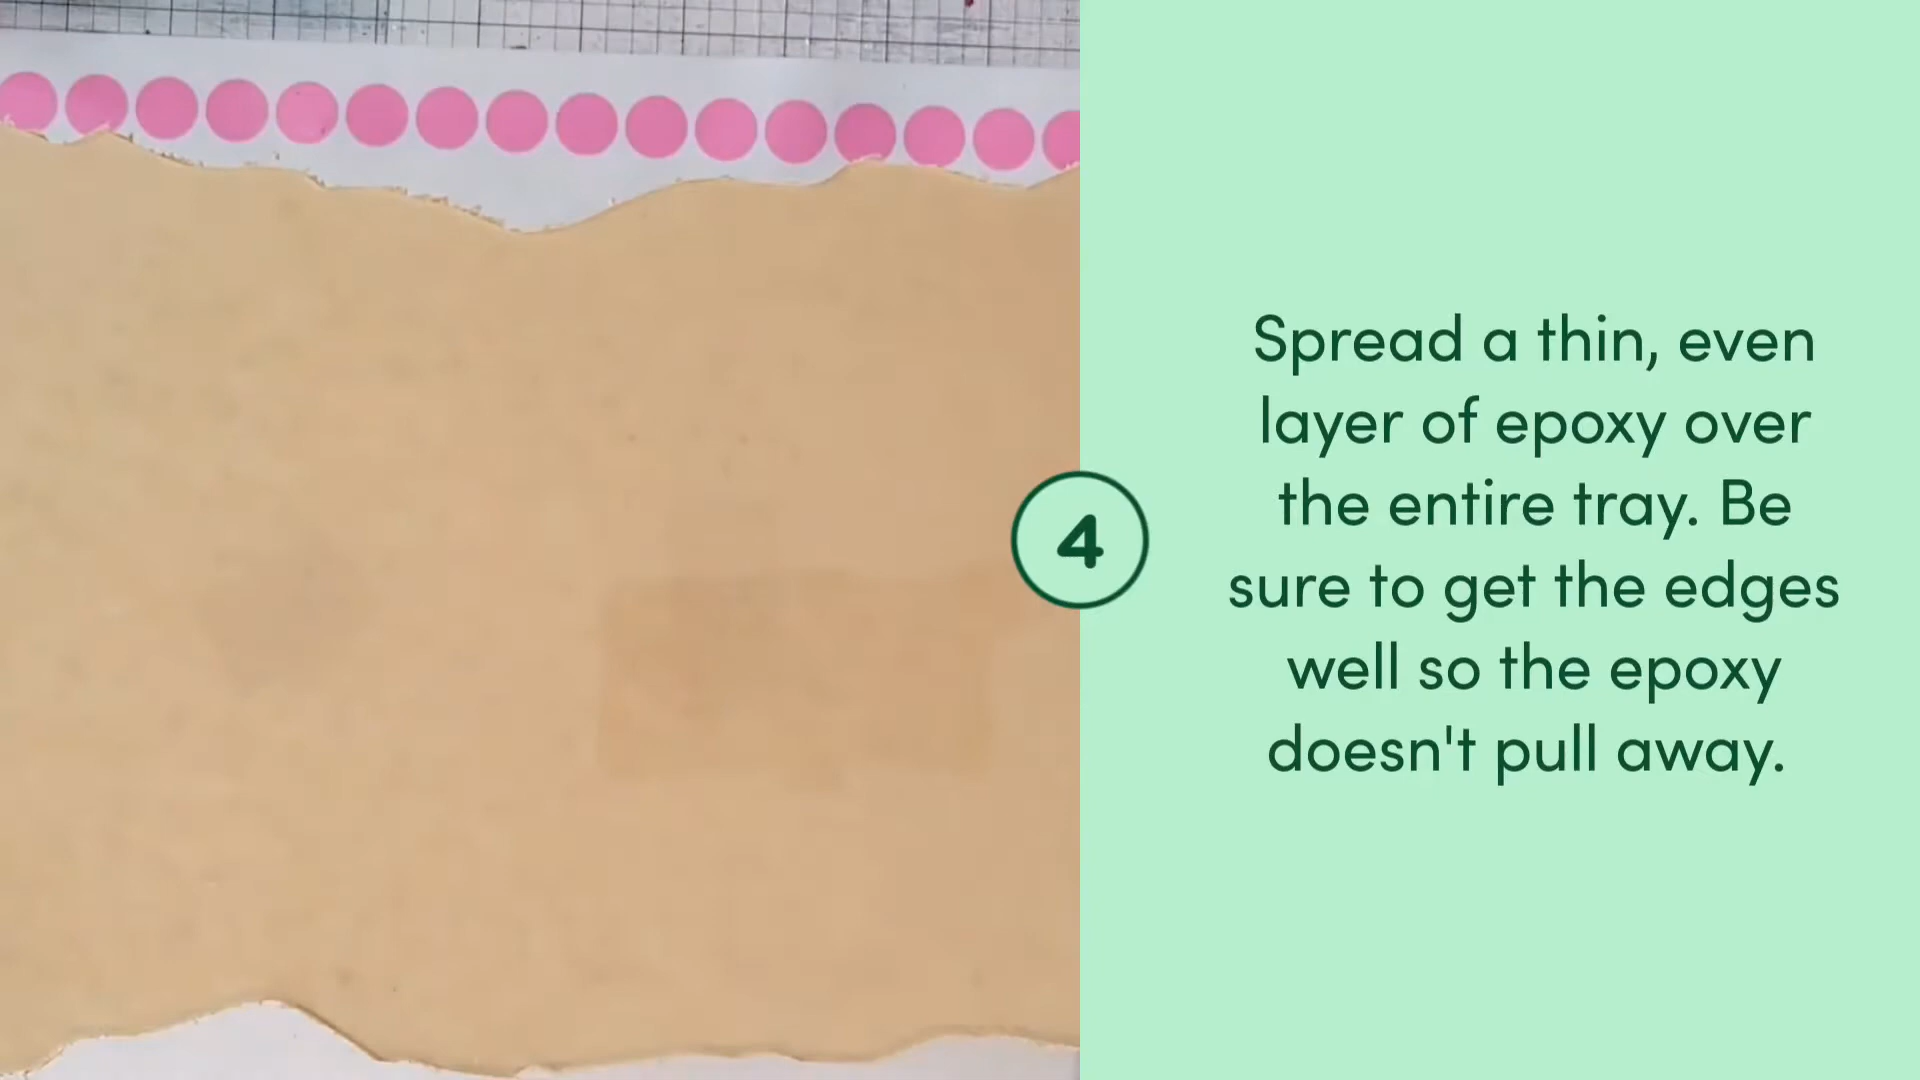 4
Spread a thin, even
layer of epoxy over
the entire tray. Be
sure to get the edges
well so the epoxy
doesn't pull away.